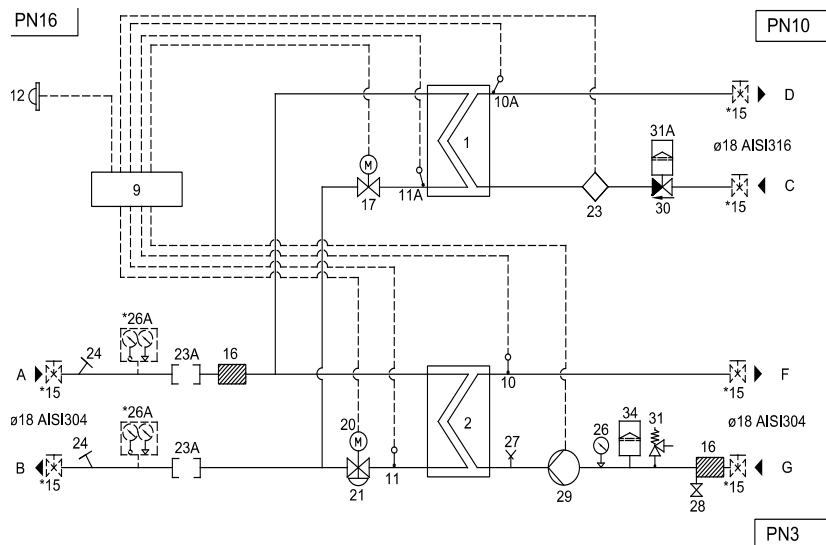 PN16
PN10
12
10A
*15
D
31A
ø18 AISI316
1
M
9
17
11A
23
30
*15
C
*26A
24
23A
16
A
*15
10
*15
F
ø18 AISI304
*26A
20
2
34
31
ø18 AISI304
24
23A
M
27
26
16
B
*15
21
11
29
28
*15
G
PN3